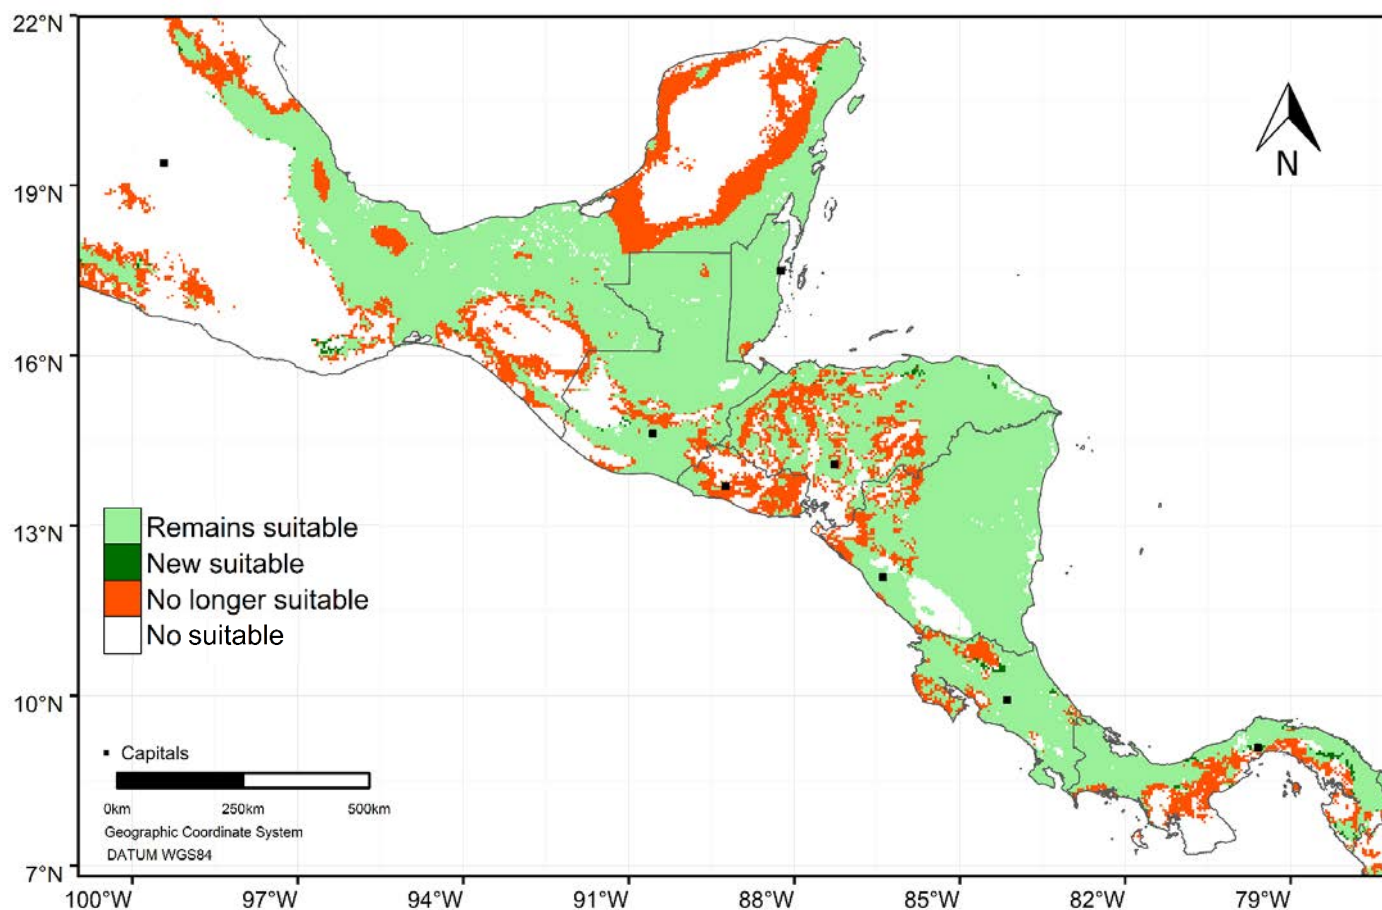 22°N
19°N
16°N
13°N
10°N
7°N
N
Remains suitable
New suitable
No longer suitable
No suitable
Capitals
0km 250km 500km
Geographic Coordinate System
DATUM WGS84
100°W 97°W 94°W 91°W 88°W 85°W 82°W 79°W